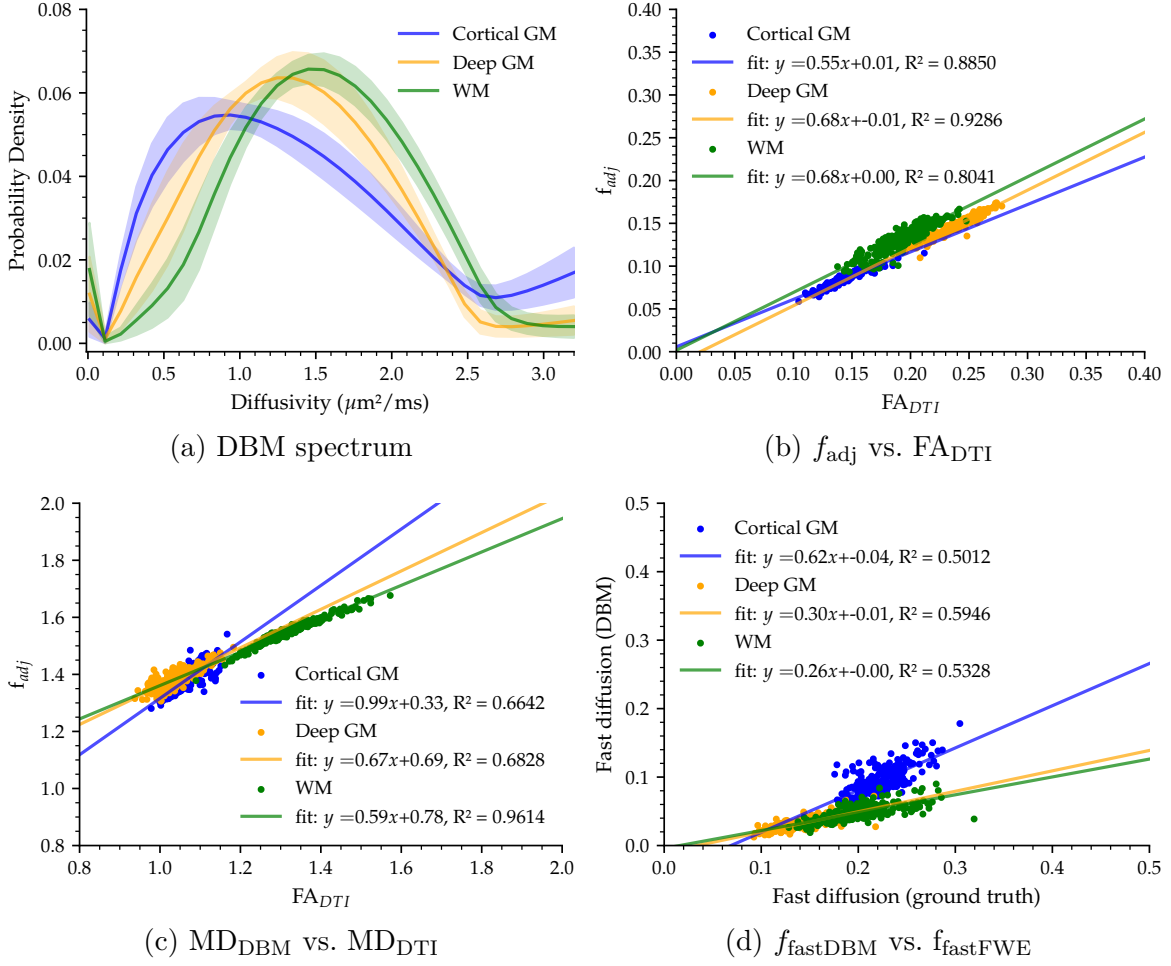 0.08
0.06
0.04
0.02
0.00
Probability Density
Cortical GM
Deep GM
WM
0.0 0.5 1.0 1.5 2.0 2.5 3.0
Diffusivity (μm²/ms)
(a) DBM spectrum
0.40
0.35
0.30
0.25
0.20
0.15
0.10
0.05
0.00
f_adj
Cortical GM
fit: y =0.55x+0.01, R² = 0.8850
Deep GM
fit: y =0.68x+-0.01, R² = 0.9286
WM
fit: y =0.68x+0.00, R² = 0.8041
0.00 0.05 0.10 0.15 0.20 0.25 0.30 0.35 0.40
FA_DTI
(b) f_adj vs. FA_DTI
2.0
1.8
1.6
1.4
1.2
1.0
0.8
f_adj
Cortical GM
fit: y =0.99x+0.33, R² = 0.6642
Deep GM
fit: y =0.67x+0.69, R² = 0.6828
WM
fit: y =0.59x+0.78, R² = 0.9614
0.8 1.0 1.2 1.4 1.6 1.8 2.0
FA_DTI
(c) MD_DBM vs. MD_DTI
0.5
0.4
0.3
0.2
0.1
0.0
Fast diffusion (DBM)
Cortical GM
fit: y =0.62x+-0.04, R² = 0.5012
Deep GM
fit: y =0.30x+-0.01, R² = 0.5946
WM
fit: y =0.26x+-0.00, R² = 0.5328
0.0 0.1 0.2 0.3 0.4 0.5
Fast diffusion (ground truth)
(d) f_fastDBM vs. f_fastFWE